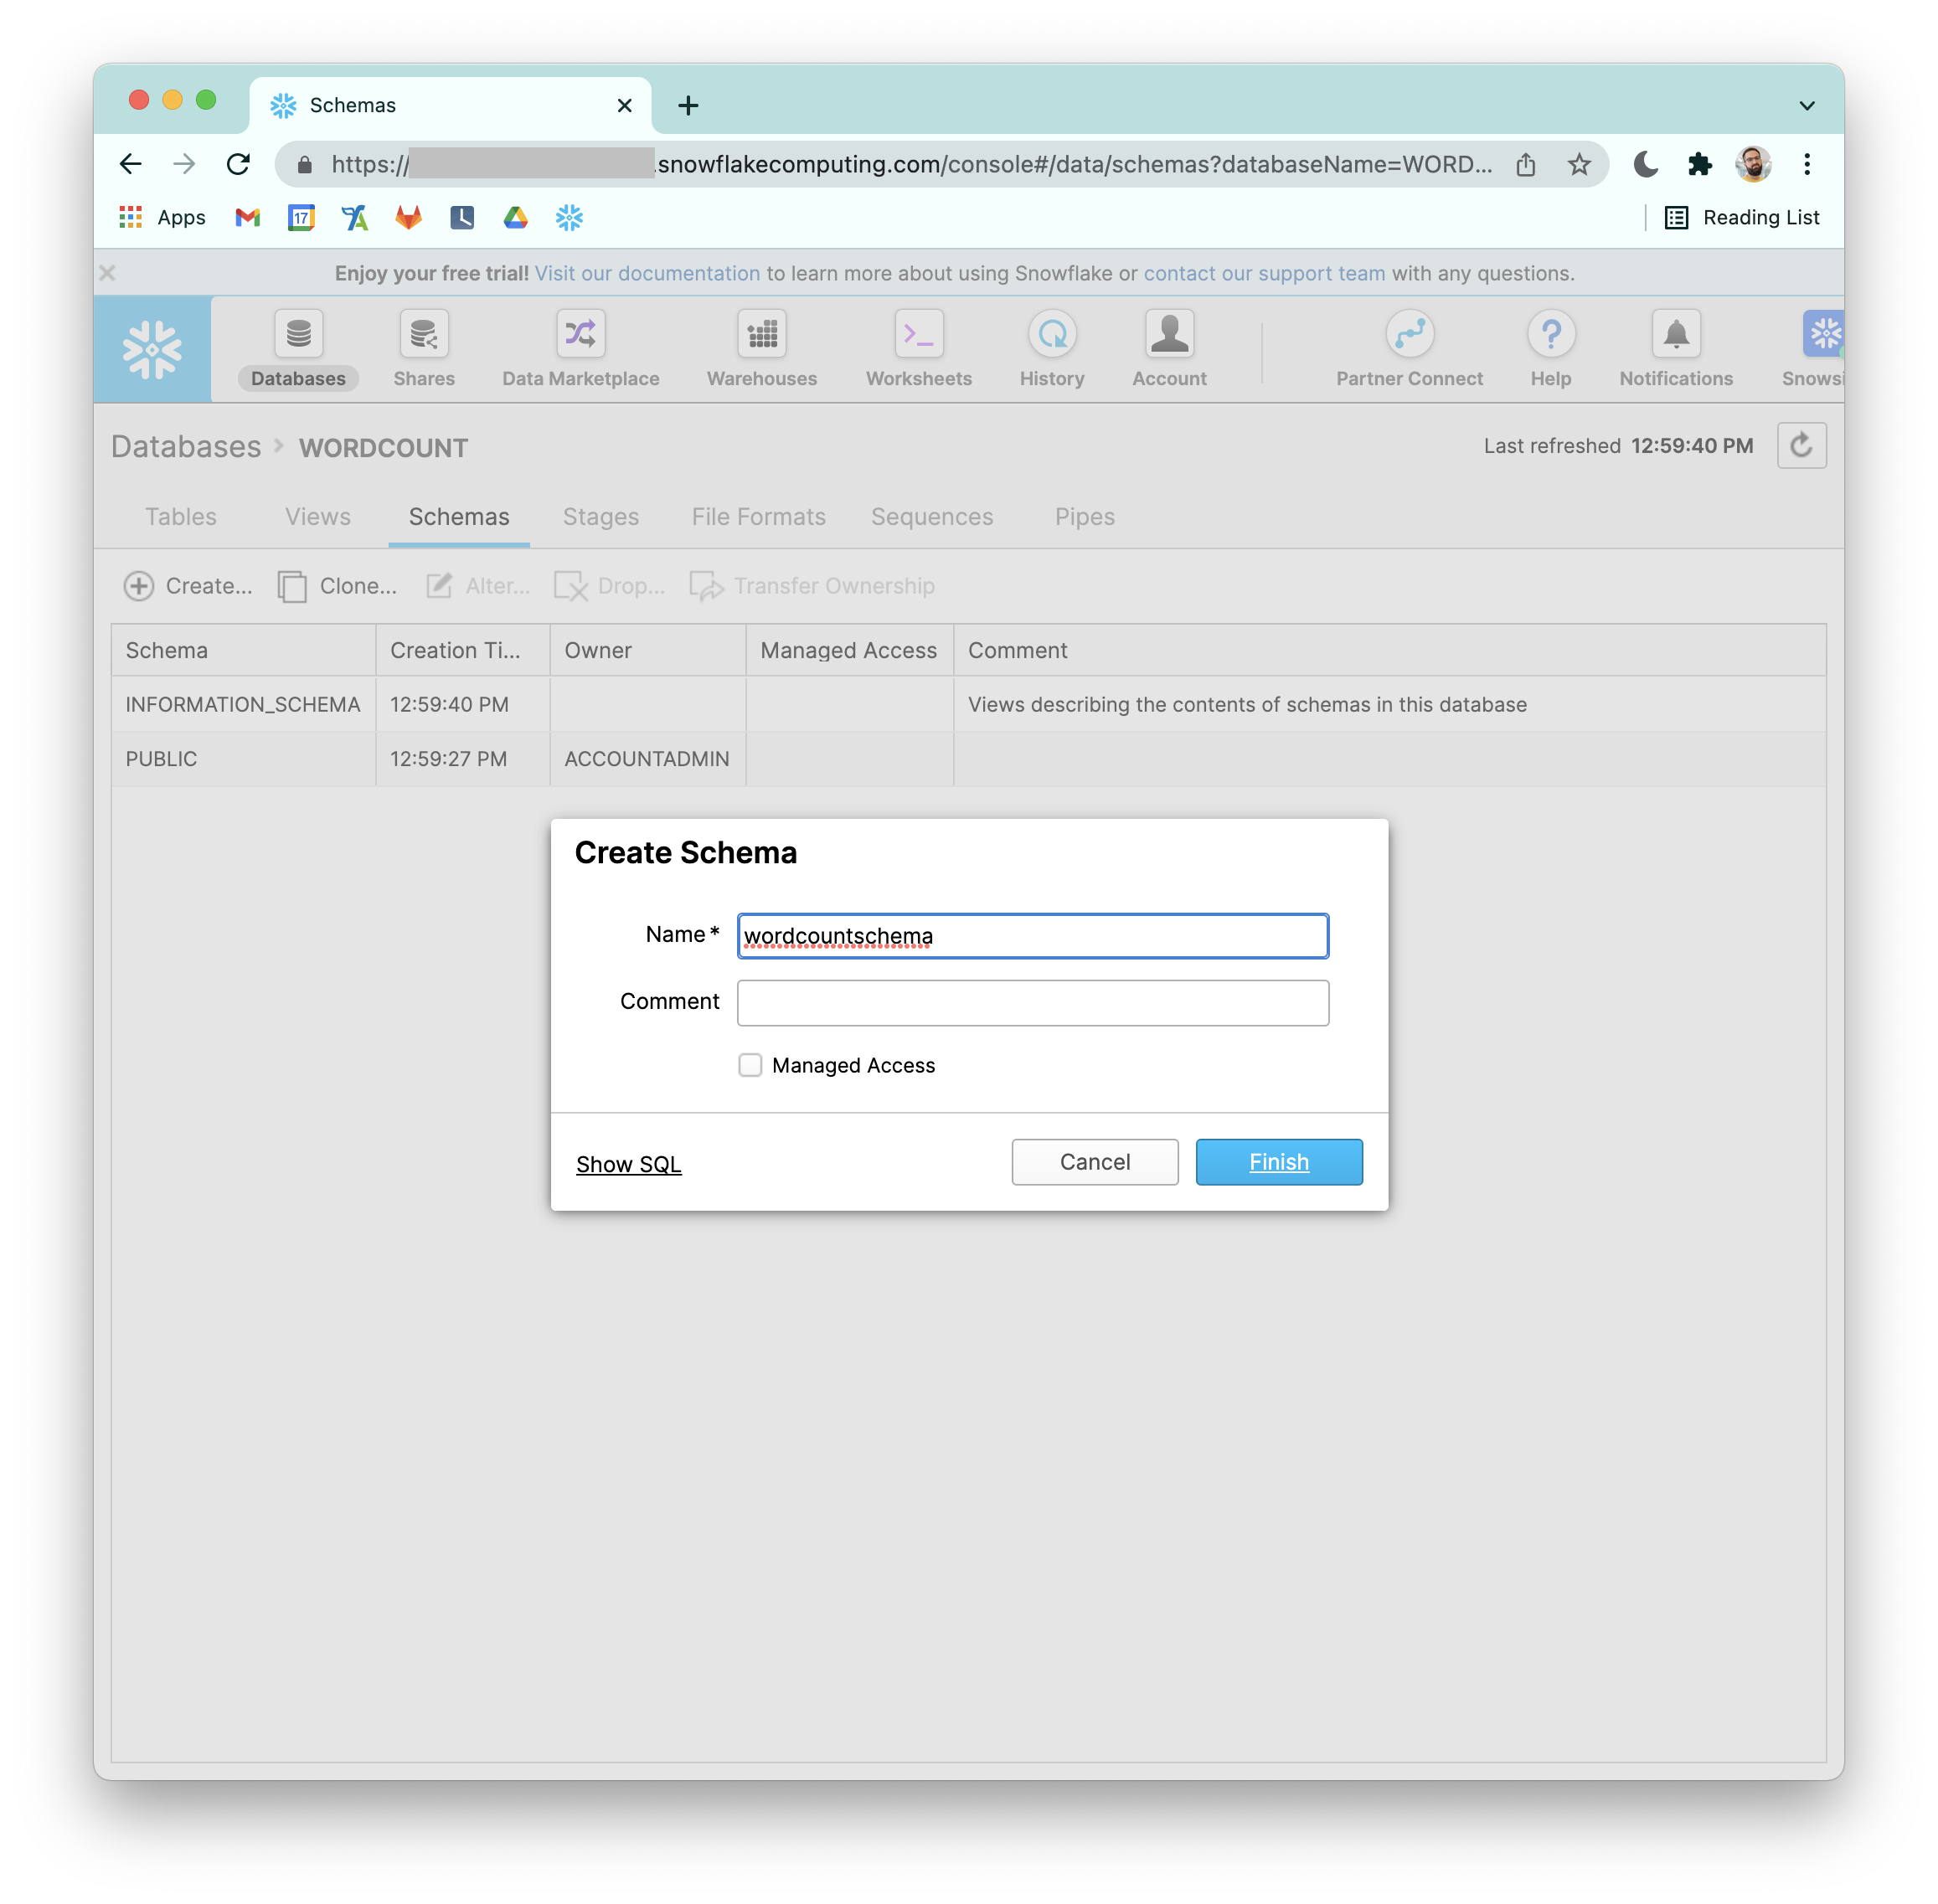 Schemas
https://.snowflakecomputing.com/console#/data/schemas?databaseName=WORD...
Apps 17 Reading List
Enjoy your free trial! Visit our documentation to learn more about using Snowflake or contact our support team with any questions.
Databases Shares Data Marketplace Warehouses Worksheets History Account Partner Connect Help Notifications Snowsi
Databases > WORDCOUNT Last refreshed 12:59:40 PM
Tables Views Schemas Stages File Formats Sequences Pipes
Create... Clone... Alter... Drop... Transfer Ownership
Schema Creation Ti... Owner Managed Access Comment
INFORMATION_SCHEMA 12:59:40 PM Views describing the contents of schemas in this database
PUBLIC 12:59:27 PM ACCOUNTADMIN
Create Schema
Name* wordcountschema
Comment
Managed Access
Show SQL Cancel Finish